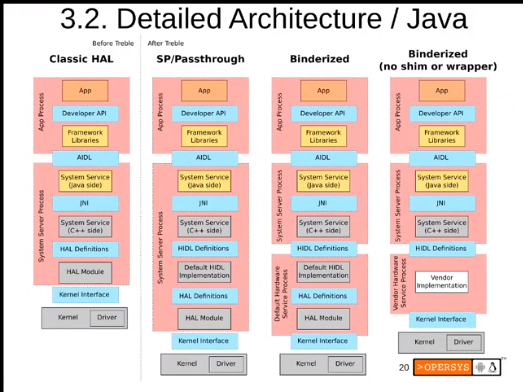 3.2. Detailed Architecture / Java
Before Treble
After Treble
Classic HAL
App Process
App
Developer API
Framework
Libraries
AIDL
System Server Process
System Service
(Java side)
JNI
System Service
(C++ side)
HAL Definitions
HAL Module
Kernel Interface
Kernel
Driver
SP/Passthrough
App Process
App
Developer API
Framework
Libraries
AIDL
System Server Process
System Service
(Java side)
JNI
System Service
(C++ side)
HIDL Definitions
Default HIDL
Implementation
HAL Definitions
HAL Module
Kernel Interface
Kernel
Driver
Binderized
App Process
App
Developer API
Framework
Libraries
AIDL
System Server Process
System Service
(Java side)
JNI
System Service
(C++ side)
HIDL Definitions
Default Hardware
Service Process
Default HIDL
Implementation
HAL Definitions
HAL Module
Kernel Interface
Kernel
Driver
Binderized
(no shim or wrapper)
App Process
App
Developer API
Framework
Libraries
AIDL
System Server Process
System Service
(Java side)
JNI
System Service
(C++ side)
HIDL Definitions
Vendor Hardware
Service Process
Vendor
Implementation
Kernel Interface
Kernel
Driver
20
>OPERSYS
™